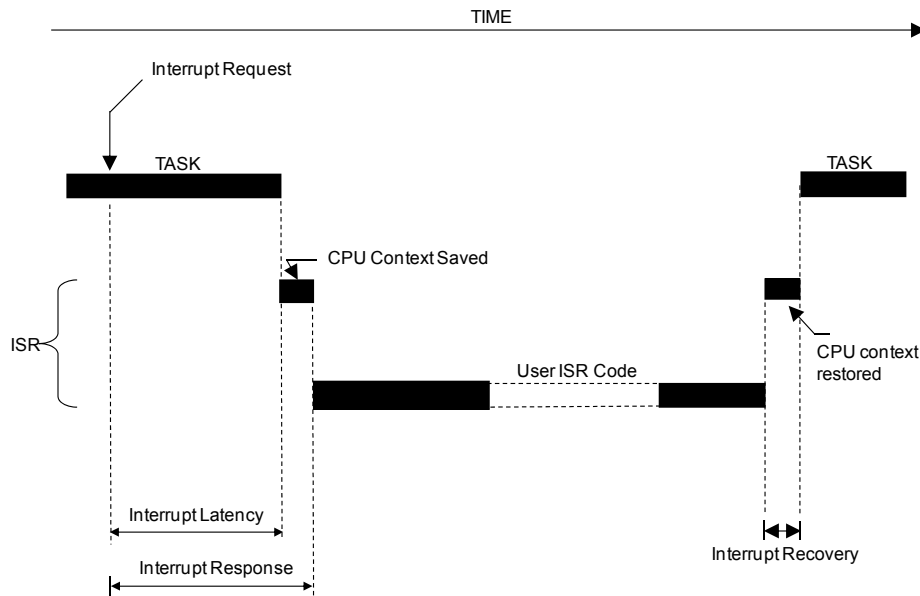 TIME
Interrupt Request
TASK
TASK
CPU Context Saved
ISR
User ISR Code
CPU context
restored
Interrupt Latency
Interrupt Recovery
Interrupt Response